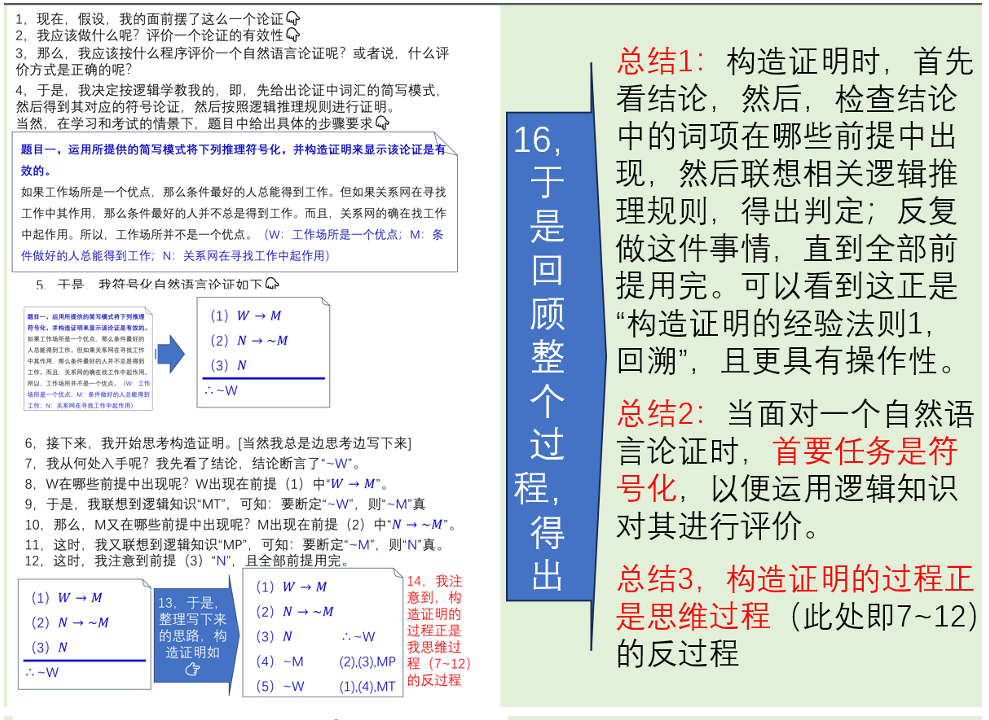 1，现在，假设，我的面前摆了这么一个论证
2，我应该做什么呢？评价一个论证的有效性
3，那么，我应该按什么程序评价一个自然语言论证呢？或者说，什么评
价方式是正确的呢？
4，于是，我决定按逻辑学教我的，即，先给出论证中词汇的简写模式，
然后得到其对应的符号论证，然后按照逻辑推理规则进行证明。
当然，在学习和考试的情景下，题目中给出具体的步骤要求
题目一，运用所提供的简写模式将下列推理符号化，并构造证明来显示该论证是有
效的。
如果工作场所是一个优点，那么条件最好的人总能得到工作。但如果关系网在寻找
工作中其作用，那么条件最好的人并不总是得到工作。而且，关系网的确在找工作
中起作用。所以，工作场所并不是一个优点。（W：工作场所是一个优点；M：条
件做好的人总能得到工作；N：关系网在寻找工作中起作用）
5，于是，我符号化自然语言论证如下
题目一，运用所提供的简写模式将下列推理
符号化，并构造证明来显示该论证是有效的。
如果工作场所是一个优点，那么条件最好的
人总能得到工作。但如果关系网在寻找工作
中其作用，那么条件最好的人并不总是得到
工作。而且，关系网的确在找工作中起作用。
所以，工作场所并不是一个优点。（W：工作
场所是一个优点；M：条件做好的人总能得到
工作；N：关系网在寻找工作中起作用）
（1）W → M
（2）N → ~M
（3）N
∴ ~W
6，接下来，我开始思考构造证明。[当然我总是边思考边写下来]
7，我从何处入手呢？我先看了结论，结论断言了“~W”。
8，W在哪些前提中出现呢？W出现在前提（1）中“W → M”。
9，于是，我联想到逻辑知识“MT”，可知：要断定“~W”，则“~M”真
10，那么，M又在哪些前提中出现呢？M出现在前提（2）中“N → ~M”。
11，这时，我又联想到逻辑知识“MP”，可知：要断定“~M”，则“N”真。
12，这时，我注意到前提（3）“N”，且全部前提用完。
（1）W → M
（2）N → ~M
（3）N
∴ ~W
13，于是，
整理写下来
的思路，构
造证明如
（1）W → M
（2）N → ~M
（3）N ∴ ~W
（4）~M (2),(3),MP
（5）~W (1),(4),MT
14，我注
意到，构
造证明的
过程正是
我思维过
程（7~12）
的反过程
16，
于
是
回
顾
整
个
过
程，
得
出
总结1：构造证明时，首先
看结论，然后，检查结论
中的词项在哪些前提中出
现，然后联想相关逻辑推
理规则，得出判定；反复
做这件事情，直到全部前
提用完。可以看到这正是
“构造证明的经验法则1，
回溯”，且更具有操作性。
总结2：当面对一个自然语
言论证时，首要任务是符
号化，以便运用逻辑知识
对其进行评价。
总结3，构造证明的过程正
是思维过程（此处即7~12）
的反过程